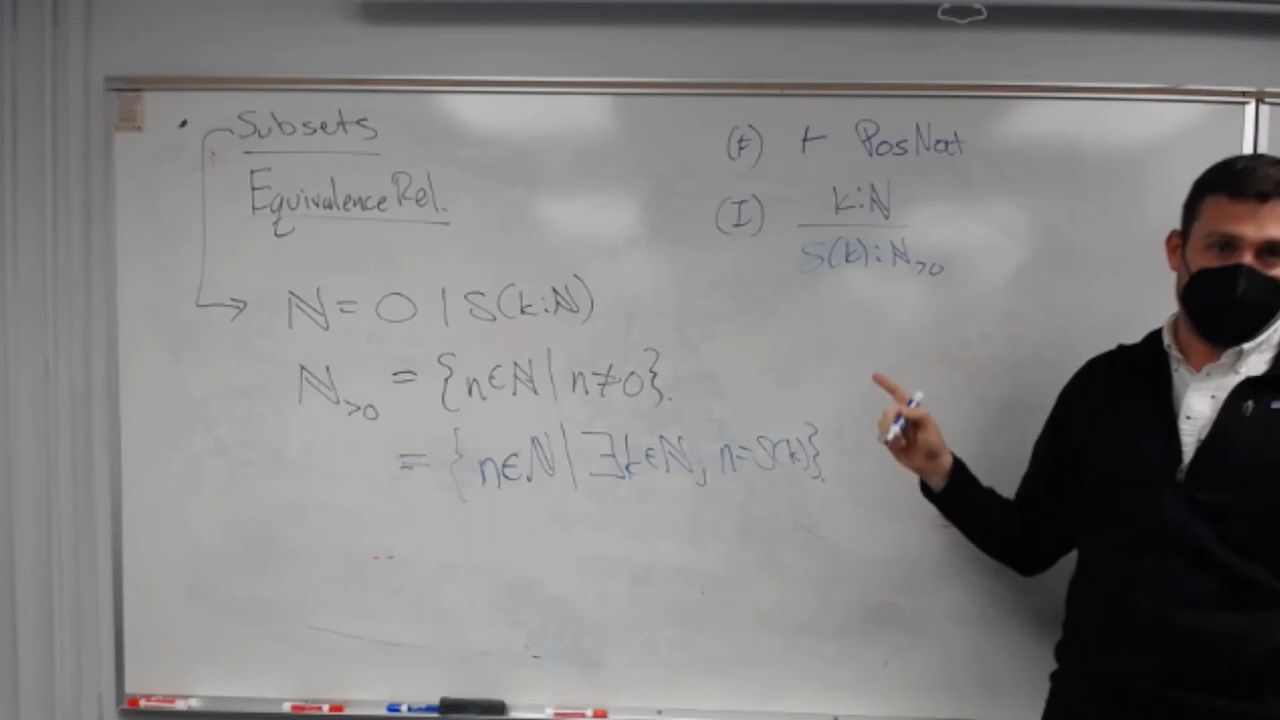 · Subsets
Equivalence Rel.
→ ℕ = 0 | S(k:ℕ)
ℕ>0 = {n∈ℕ | n≠0}.
= {n∈ℕ | ∃k∈ℕ, n=S(k)}.
(F) ⊢ PosNat
(I) k:ℕ
S(k):ℕ>0